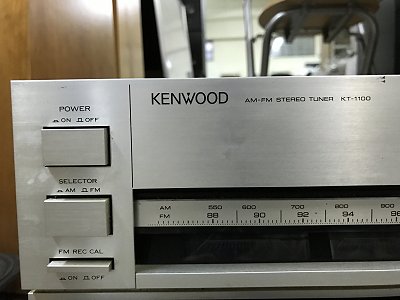 KENWOOD AM-FM STEREO TUNER KT-1100
POWER
ON OFF
SELECTOR
AM FM
FM REC CAL
ON OFF
AM 550 600 700 800 900
FM 88 90 92 94 96